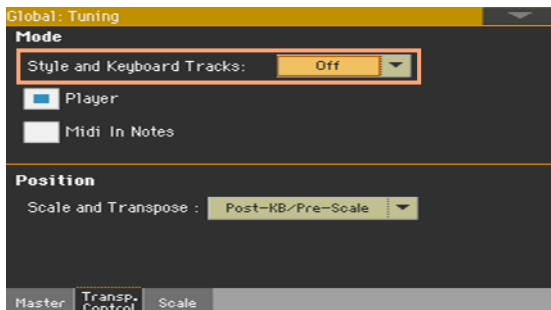 Global: Tuning
Mode
Style and Keyboard Tracks: Off
Player
Midi In Notes
Position
Scale and Transpose : Post-KB/Pre-Scale
Master Transp. Control Scale